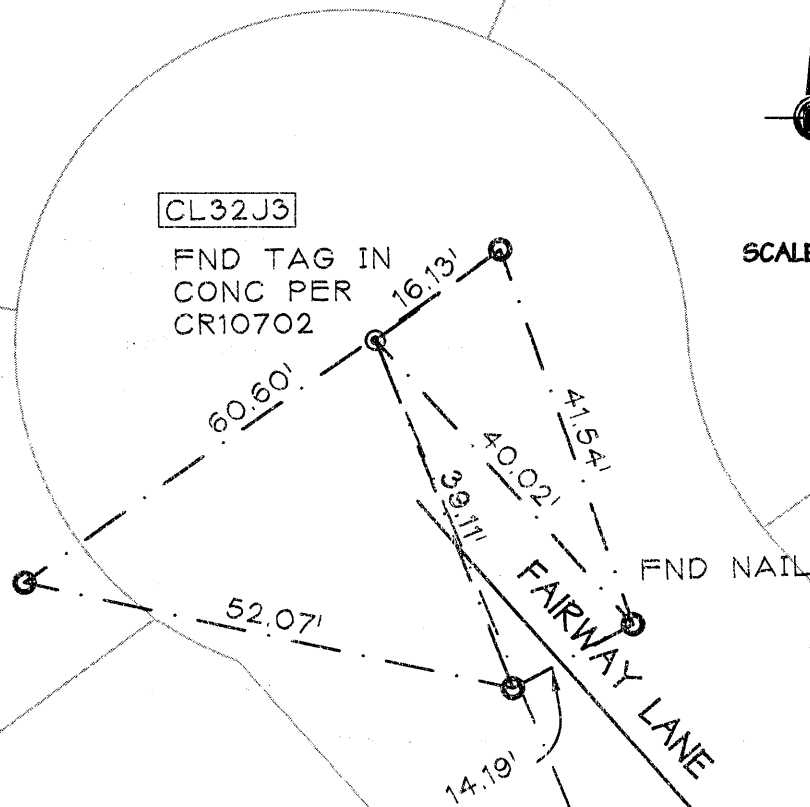 CL32J3
FND TAG IN
CONC PER
CR10702
SCALE
16.13'
60.60'
41.54'
40.02'
39.11'
FND NAIL
FAIRWAY LANE
52.07'
14.19'